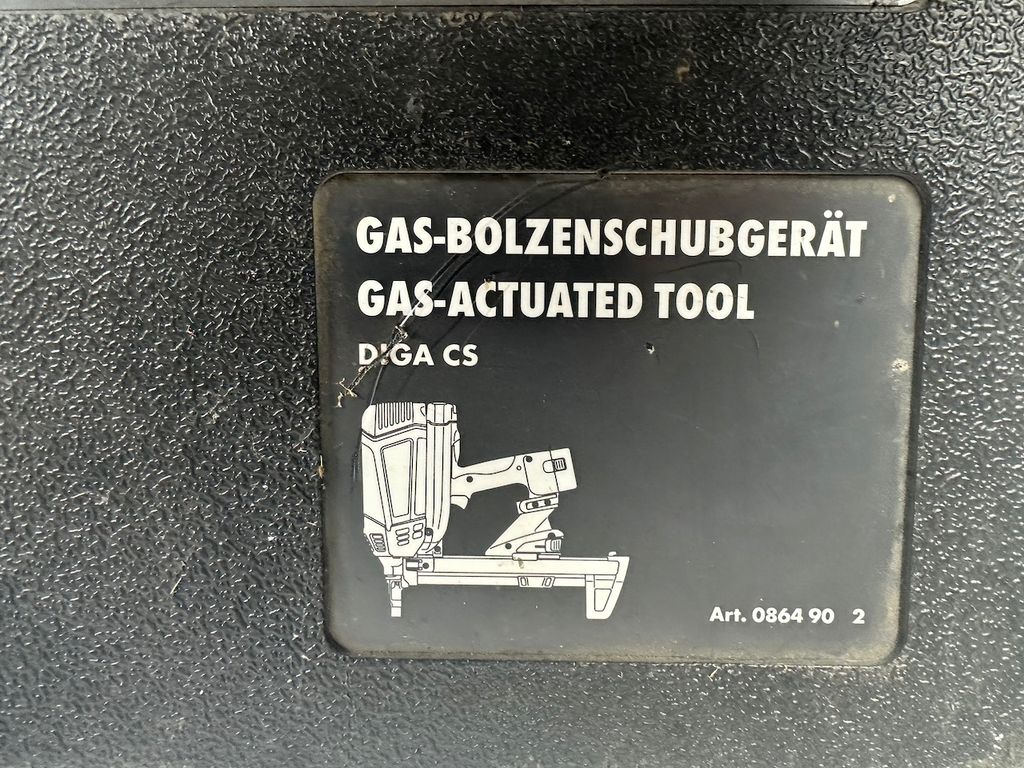 GAS-BOLZENSCHUBGERÄT
GAS-ACTUATED TOOL
DIGA CS
Art. 0864 90 2